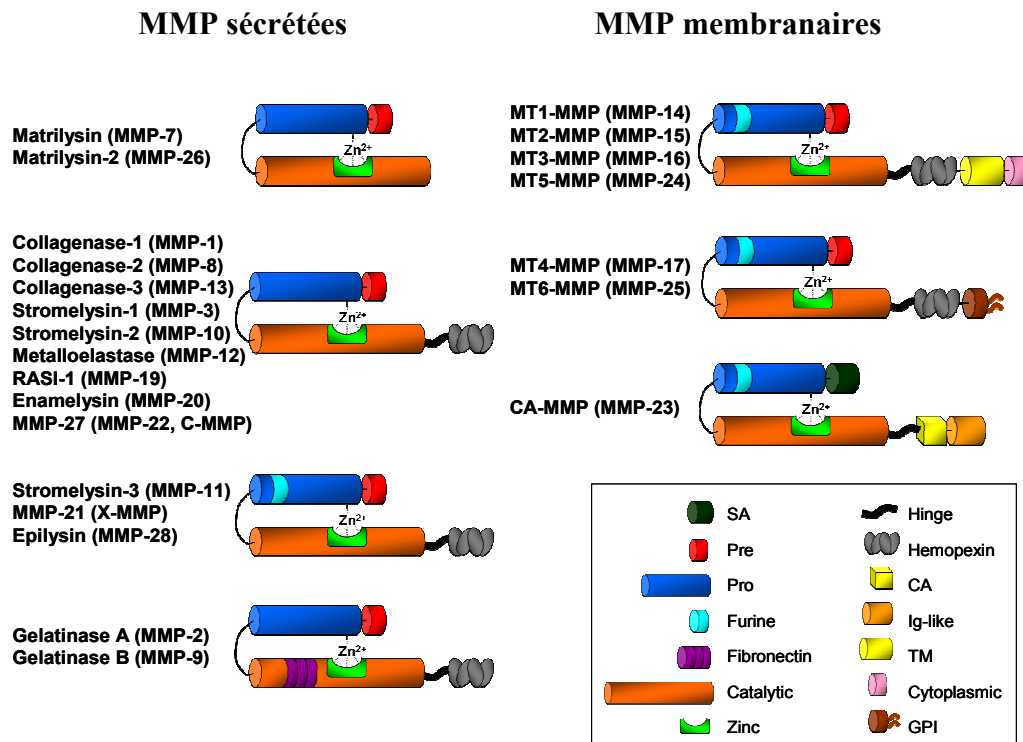 MMP sécrétées
Matrilysin (MMP-7)
Matrilysin-2 (MMP-26)
Zn2+
Collagenase-1 (MMP-1)
Collagenase-2 (MMP-8)
Collagenase-3 (MMP-13)
Stromelysin-1 (MMP-3)
Stromelysin-2 (MMP-10)
Metalloelastase (MMP-12)
RASI-1 (MMP-19)
Enamelysin (MMP-20)
MMP-27 (MMP-22, C-MMP)
Zn2+
Stromelysin-3 (MMP-11)
MMP-21 (X-MMP)
Epilysin (MMP-28)
Zn2+
Gelatinase A (MMP-2)
Gelatinase B (MMP-9)
Zn2+
MMP membranaires
MT1-MMP (MMP-14)
MT2-MMP (MMP-15)
MT3-MMP (MMP-16)
MT5-MMP (MMP-24)
Zn2+
MT4-MMP (MMP-17)
MT6-MMP (MMP-25)
Zn2+
CA-MMP (MMP-23)
Zn2+
SA
Pre
Pro
Furine
Fibronectin
Catalytic
Zinc
Hinge
Hemopexin
CA
Ig-like
TM
Cytoplasmic
GPI